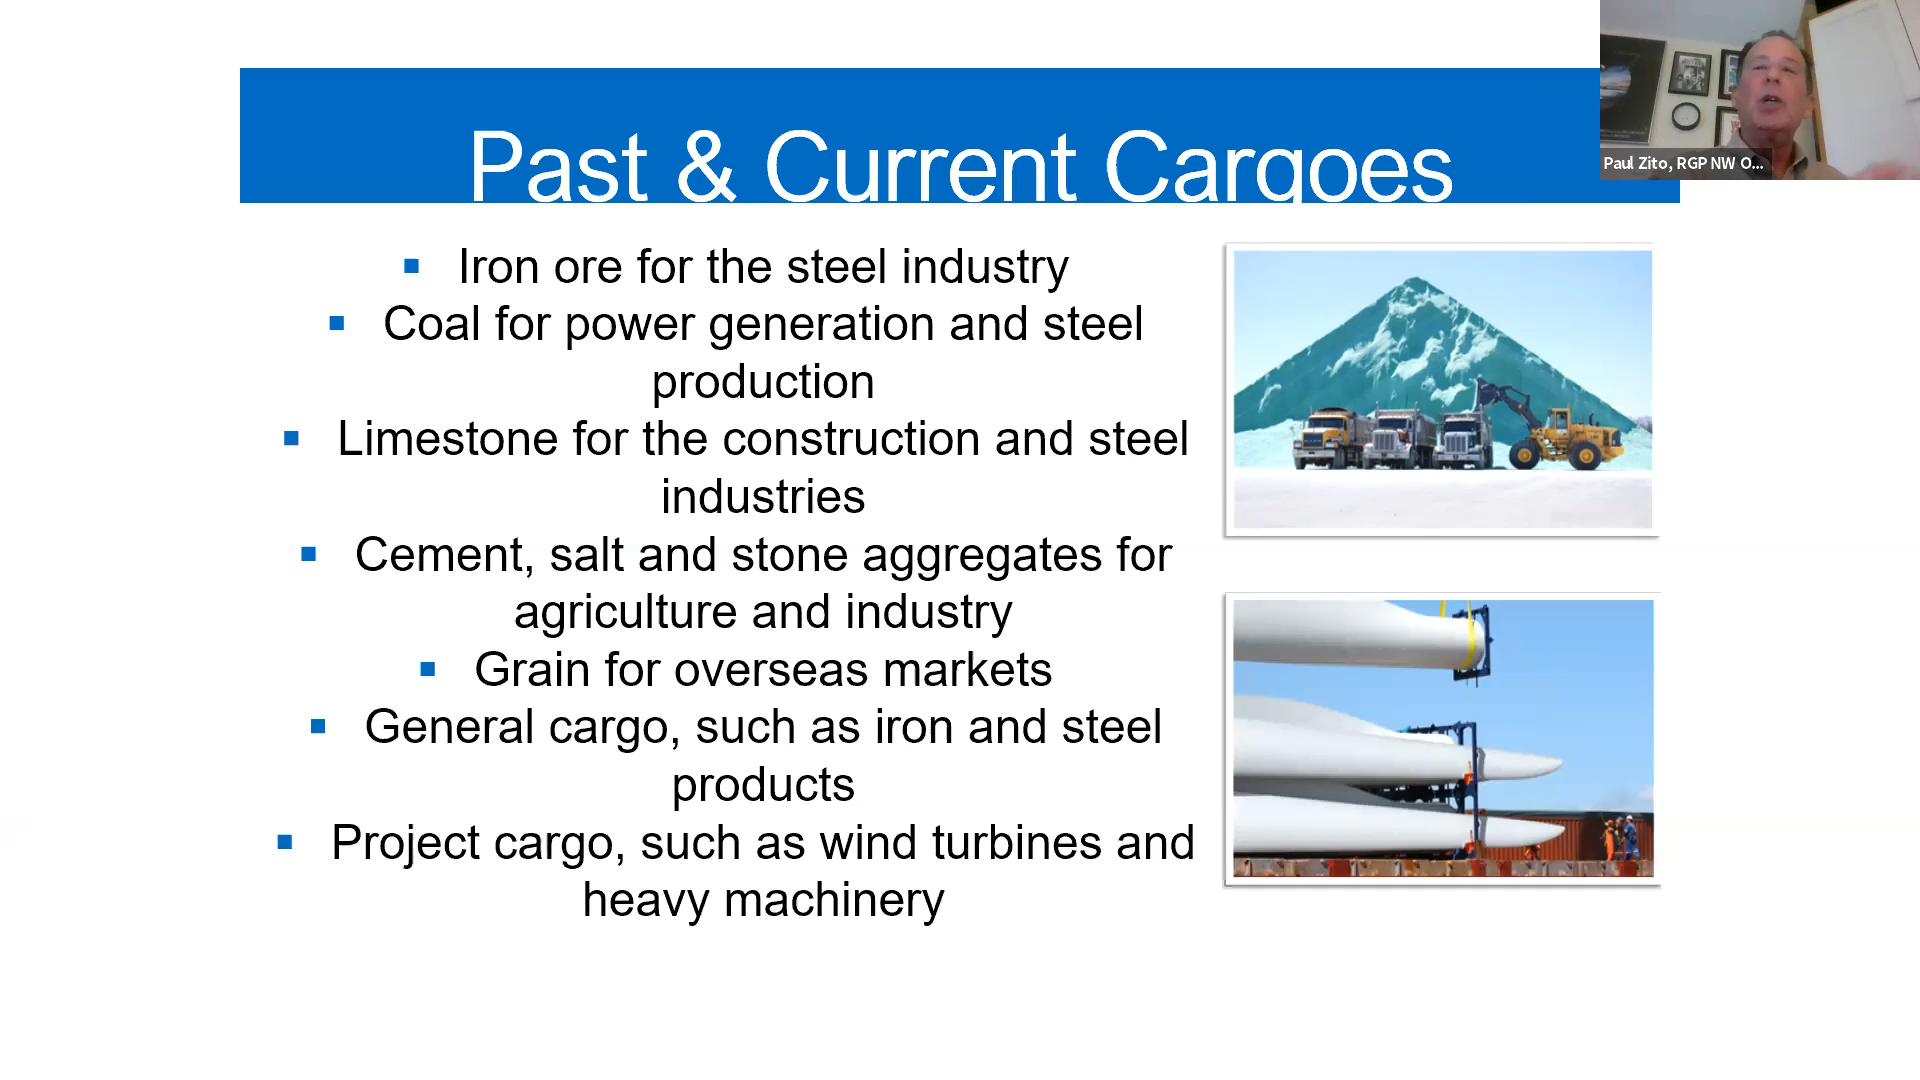 Past & Current Cargoes
Paul Zito, RGP NW O...
▪ Iron ore for the steel industry
▪ Coal for power generation and steel
production
▪ Limestone for the construction and steel
industries
▪ Cement, salt and stone aggregates for
agriculture and industry
▪ Grain for overseas markets
▪ General cargo, such as iron and steel
products
▪ Project cargo, such as wind turbines and
heavy machinery